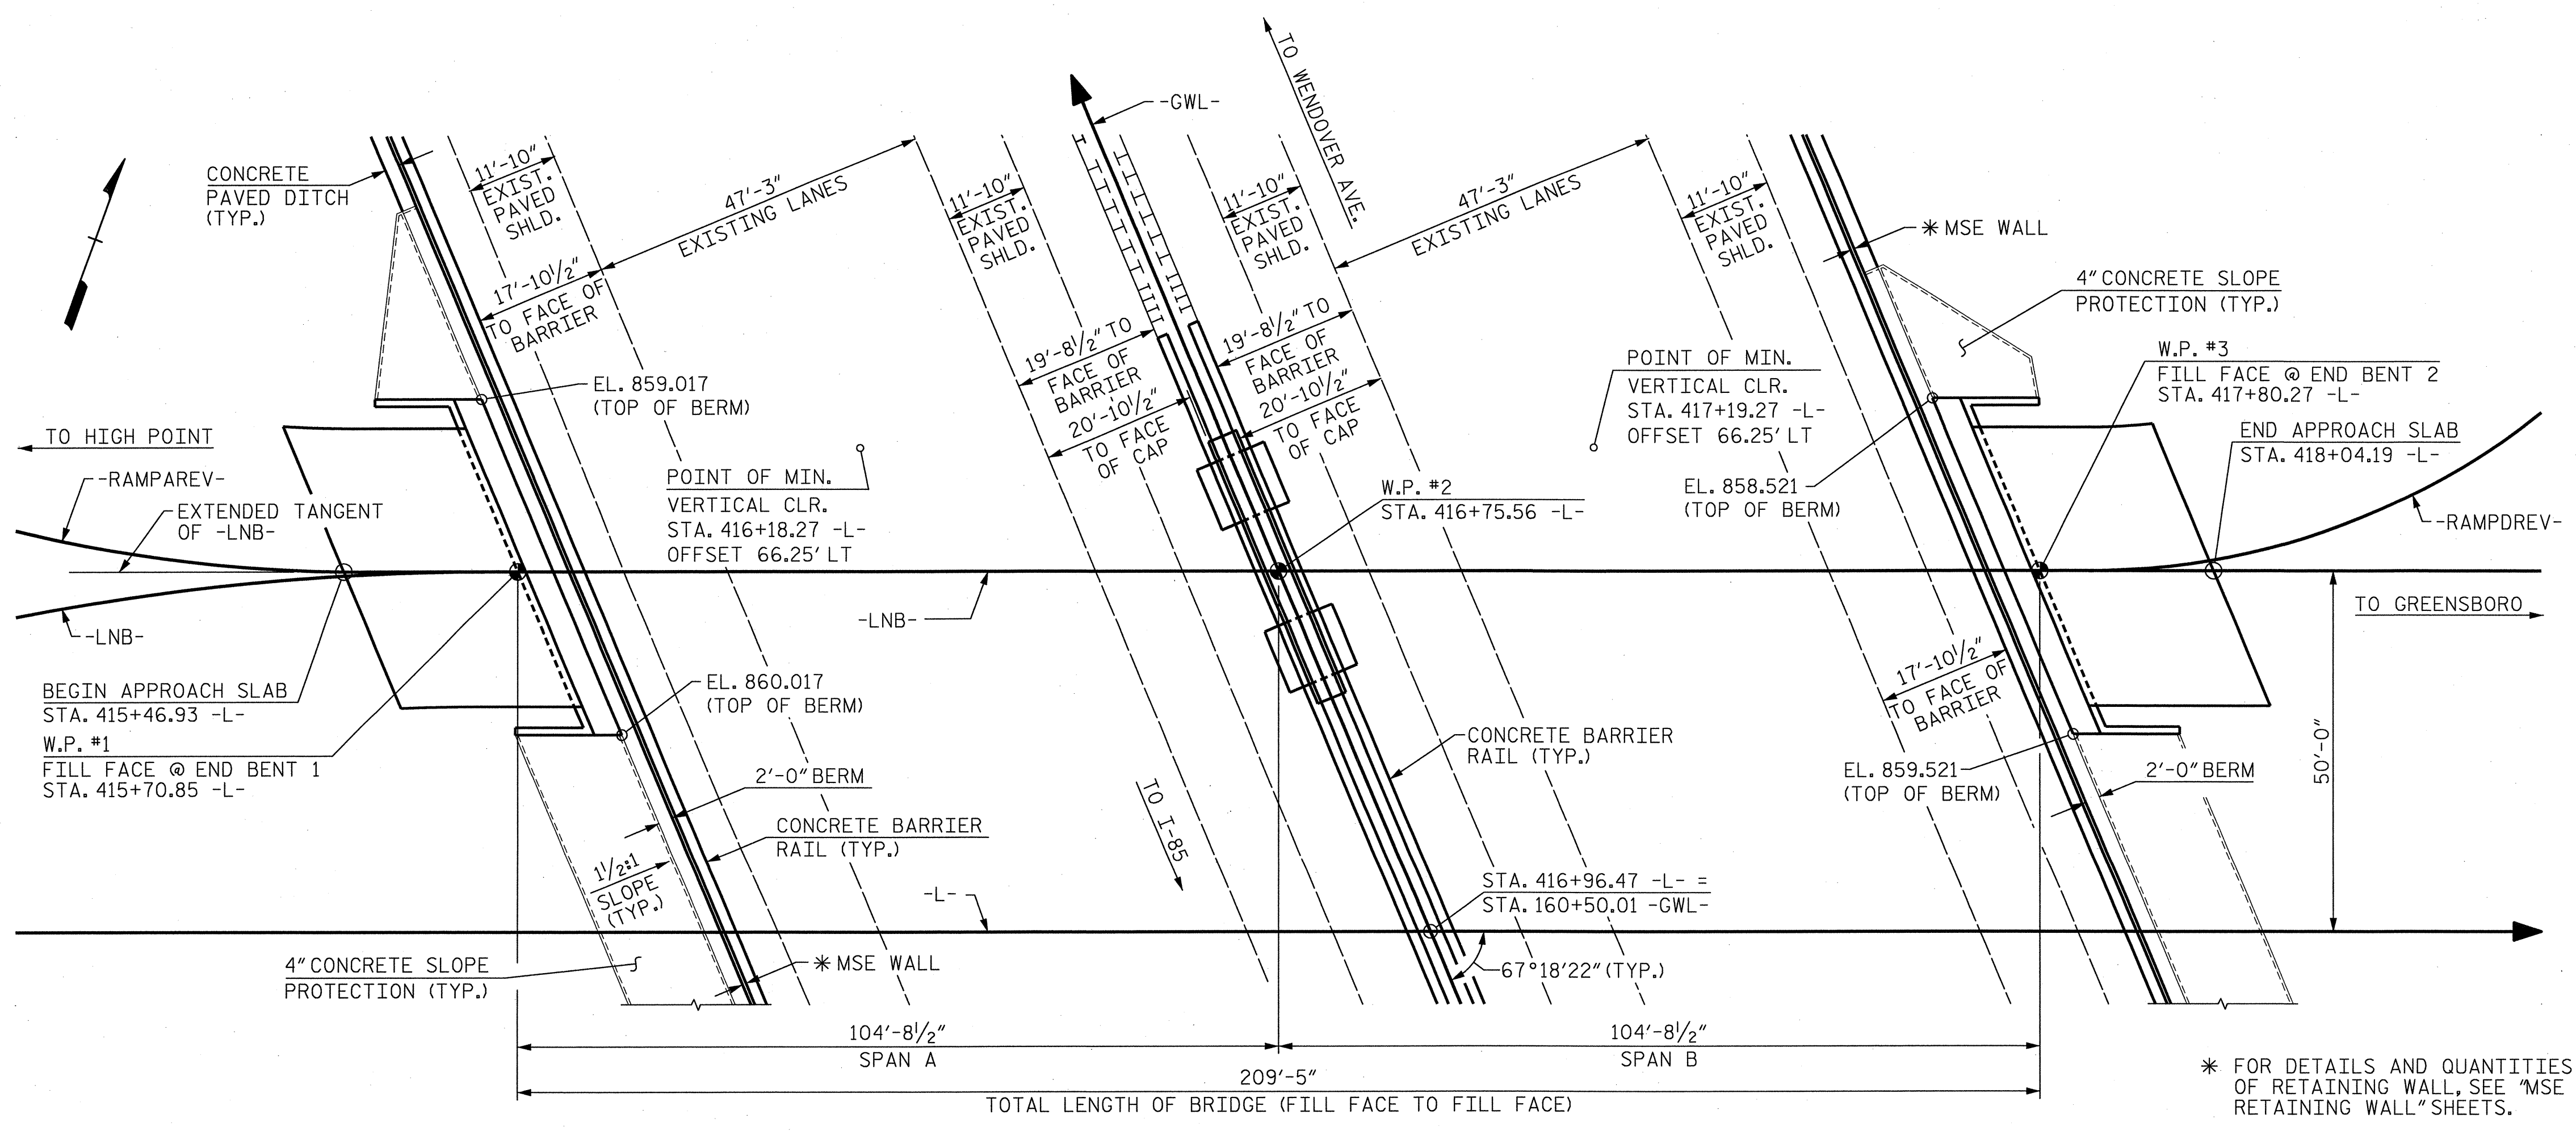 TO WENDOVER AVE.
-GWL-
CONCRETE
PAVED DITCH
(TYP.)
11'-10"
EXIST.
PAVED
SHLD.
47'-3"
EXISTING LANES
11'-10"
EXIST.
PAVED
SHLD.
11'-10"
EXIST.
PAVED
SHLD.
47'-3"
EXISTING LANES
11'-10"
EXIST.
PAVED
SHLD.
* MSE WALL
4" CONCRETE SLOPE
PROTECTION (TYP.)
17'-10 1/2"
TO FACE OF
BARRIER
19'-8 1/2" TO
FACE OF
BARRIER
20'-10 1/2"
TO FACE
OF CAP
19'-8 1/2" TO
FACE OF
BARRIER
20'-10 1/2"
TO FACE
OF CAP
POINT OF MIN.
VERTICAL CLR.
STA. 417+19.27 -L-
OFFSET 66.25' LT
W.P. #3
FILL FACE @ END BENT 2
STA. 417+80.27 -L-
EL. 859.017
(TOP OF BERM)
TO HIGH POINT
-RAMPAREV-
EXTENDED TANGENT
OF -LNB-
POINT OF MIN.
VERTICAL CLR.
STA. 416+18.27 -L-
OFFSET 66.25' LT
W.P. #2
STA. 416+75.56 -L-
EL. 858.521
(TOP OF BERM)
END APPROACH SLAB
STA. 418+04.19 -L-
-RAMPDREV-
-LNB-
-LNB-
TO GREENSBORO
BEGIN APPROACH SLAB
STA. 415+46.93 -L-
W.P. #1
FILL FACE @ END BENT 1
STA. 415+70.85 -L-
EL. 860.017
(TOP OF BERM)
17'-10 1/2"
TO FACE OF
BARRIER
CONCRETE BARRIER
RAIL (TYP.)
EL. 859.521
(TOP OF BERM)
2'-0" BERM
50'-0"
2'-0" BERM
CONCRETE BARRIER
RAIL (TYP.)
TO I-85
1 1/2:1
SLOPE
(TYP.)
-L-
STA. 416+96.47 -L- =
STA. 160+50.01 -GWL-
4" CONCRETE SLOPE
PROTECTION (TYP.)
* MSE WALL
67°18'22" (TYP.)
104'-8 1/2"
SPAN A
104'-8 1/2"
SPAN B
209'-5"
TOTAL LENGTH OF BRIDGE (FILL FACE TO FILL FACE)
* FOR DETAILS AND QUANTITIES
OF RETAINING WALL, SEE "MSE
RETAINING WALL" SHEETS.